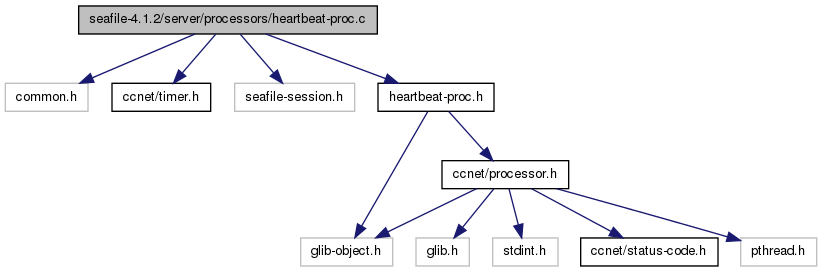 seafile-4.1.2/server/processors/heartbeat-proc.c
common.h
ccnet/timer.h
seafile-session.h
heartbeat-proc.h
ccnet/processor.h
glib-object.h
glib.h
stdint.h
ccnet/status-code.h
pthread.h